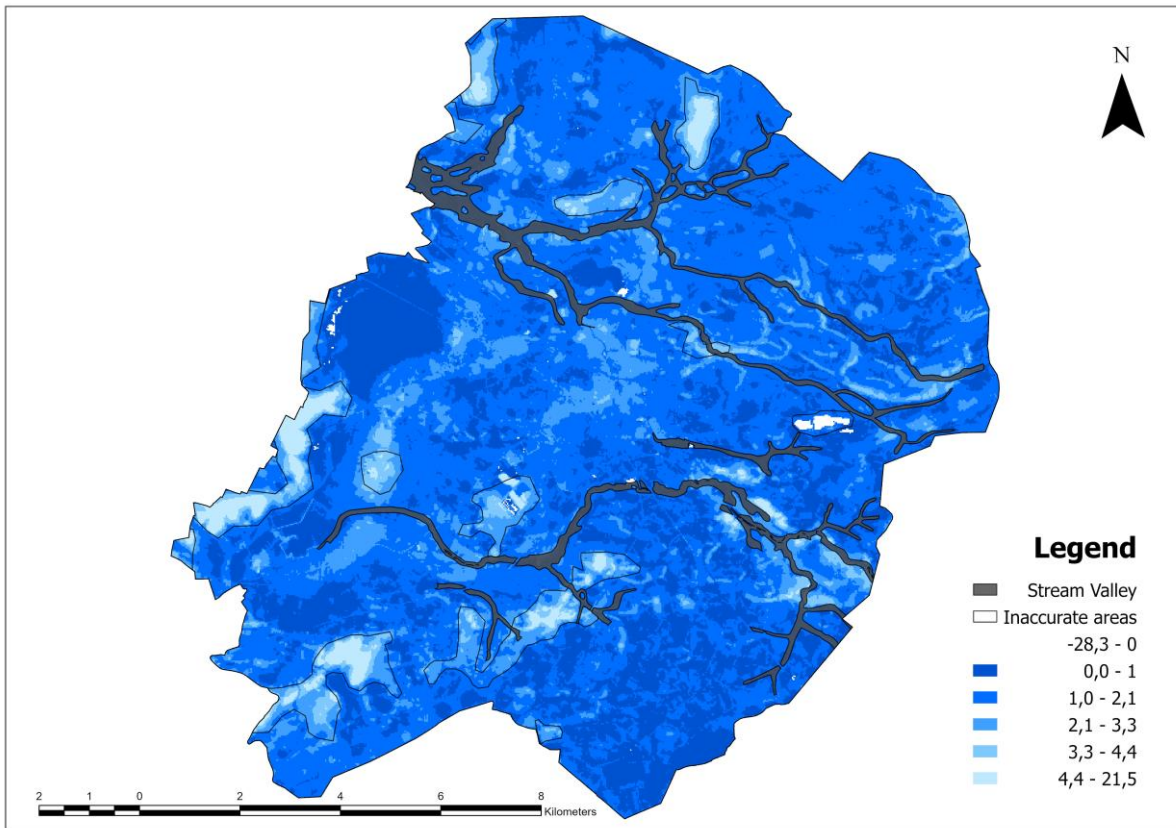 N
Legend
Stream Valley
Inaccurate areas
-28,3 - 0
0,0 - 1
1,0 - 2,1
2,1 - 3,3
3,3 - 4,4
4,4 - 21,5
2 1 0 2 4 6 8
Kilometers